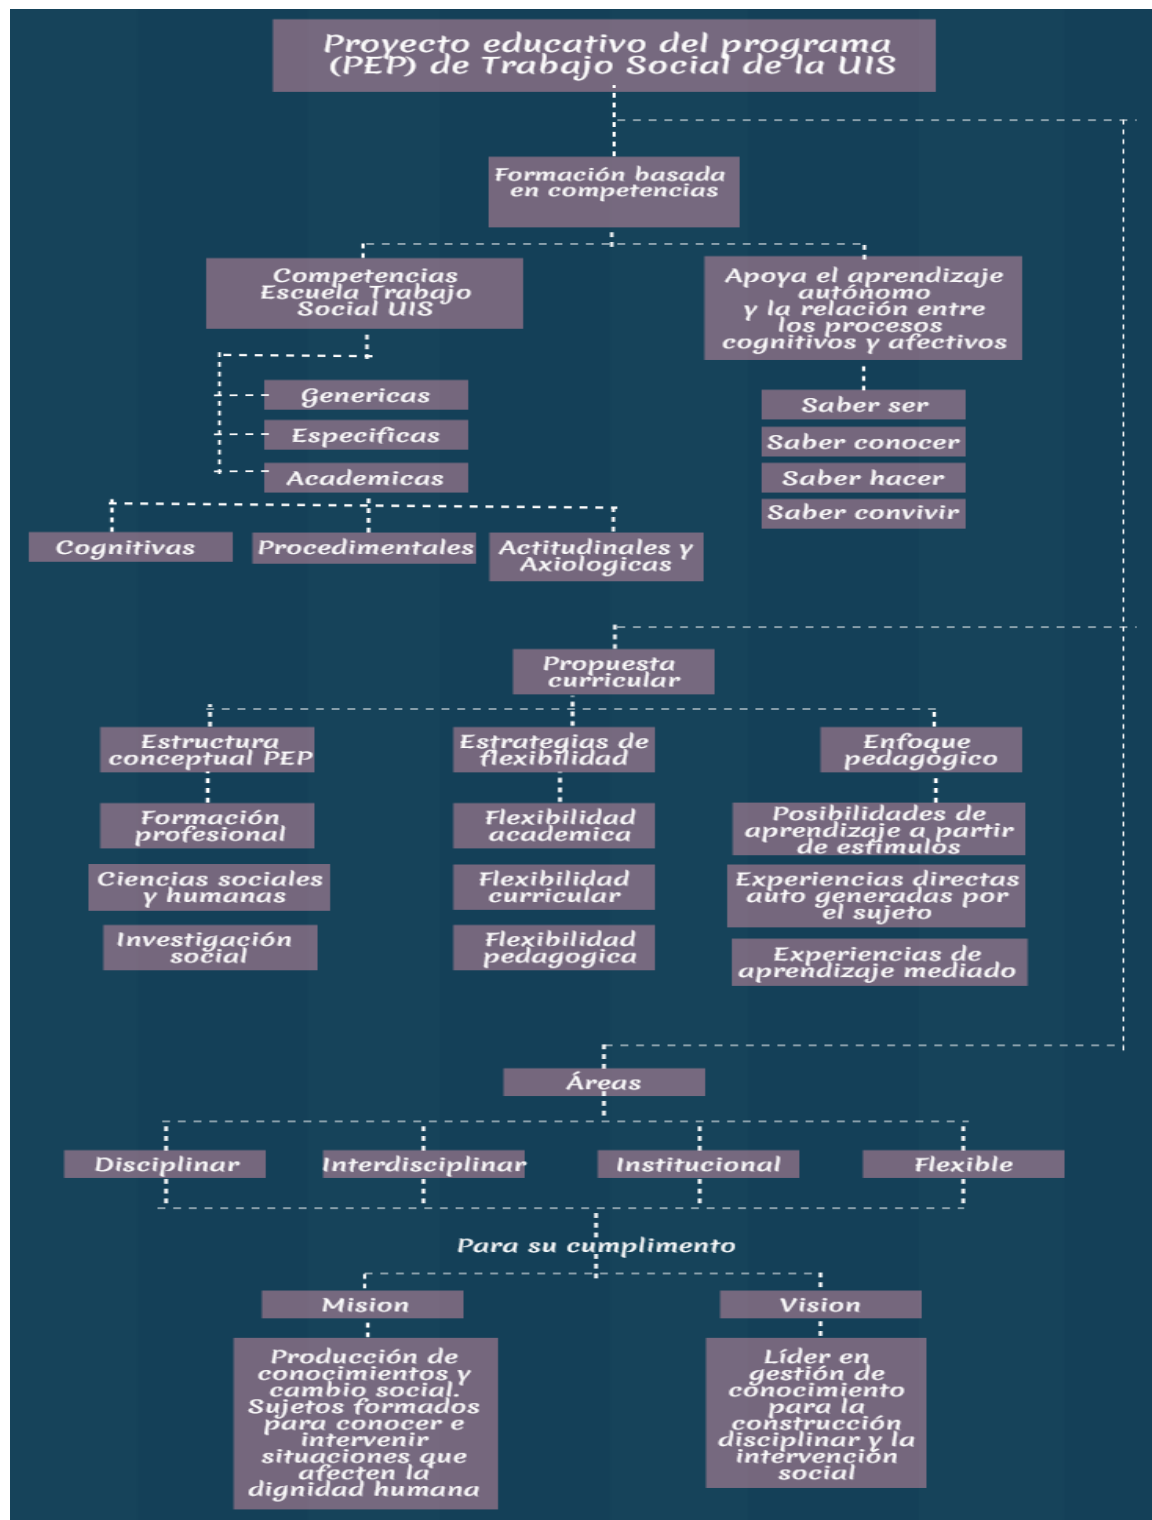 Proyecto educativo del programa
(PEP) de Trabajo Social de la UIS
Formación basada
en competencias
Competencias
Escuela Trabajo
Social UIS
Apoya el aprendizaje
autónomo
y la relación entre
los procesos
cognitivos y afectivos
Genericas
Especificas
Academicas
Saber ser
Saber conocer
Saber hacer
Saber convivir
Cognitivas
Procedimentales
Actitudinales y
Axiologicas
Propuesta
curricular
Estructura
conceptual PEP
Formación
profesional
Ciencias sociales
y humanas
Investigación
social
Estrategias de
flexibilidad
Flexibilidad
academica
Flexibilidad
curricular
Flexibilidad
pedagogica
Enfoque
pedagógico
Posibilidades de
aprendizaje a partir
de estímulos
Experiencias directas
auto generadas por
el sujeto
Experiencias de
aprendizaje mediado
Áreas
Disciplinar
Interdisciplinar
Institucional
Flexible
Para su cumplimento
Mision
Producción de
conocimientos y
cambio social.
Sujetos formados
para conocer e
intervenir
situaciones que
afecten la
dignidad humana
Vision
Líder en
gestión de
conocimiento
para la
construcción
disciplinar y la
intervención
social